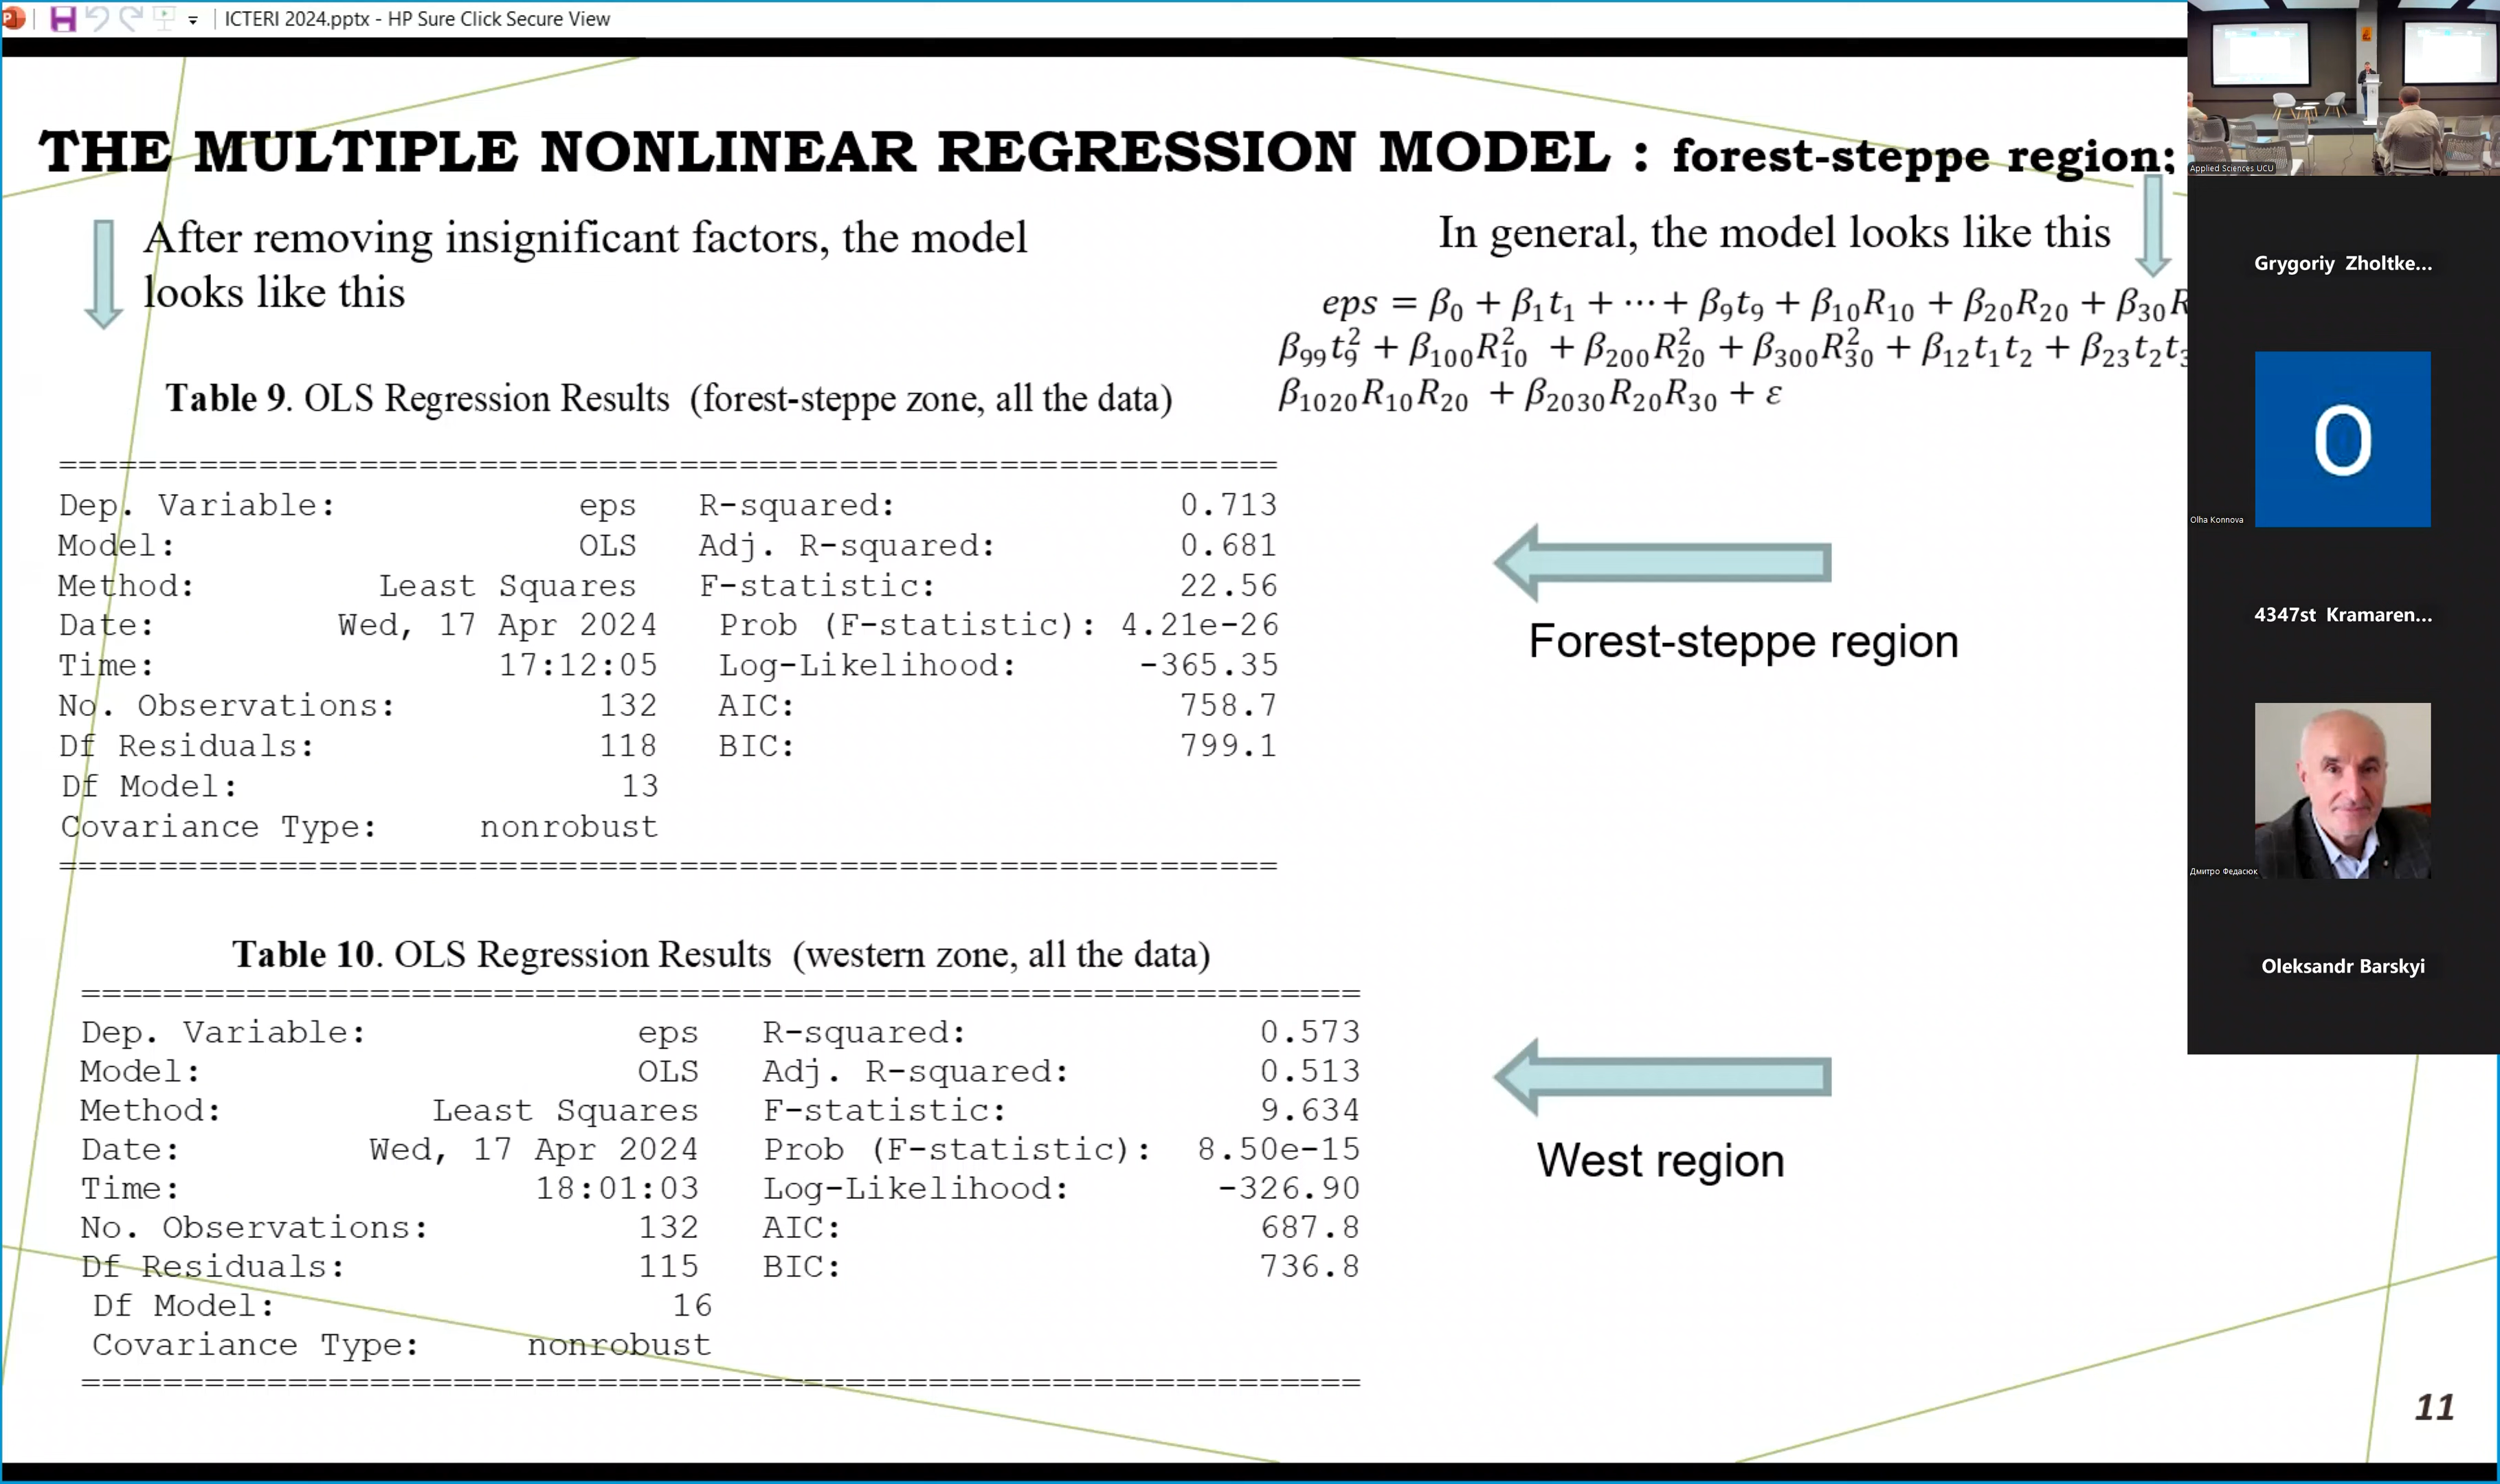 ICTERI 2024.pptx - HP Sure Click Secure View
THE MULTIPLE NONLINEAR REGRESSION MODEL : forest-steppe region;
After removing insignificant factors, the model
looks like this
In general, the model looks like this
eps = β₀ + β₁t₁ + ⋯ + β₉t₉ + β₁₀R₁₀ + β₂₀R₂₀ + β₃₀R
β₉₉t₉² + β₁₀₀R₁₀² + β₂₀₀R₂₀² + β₃₀₀R₃₀² + β₁₂t₁t₂ + β₂₃t₂t₃
β₁₀₂₀R₁₀R₂₀ + β₂₀₃₀R₂₀R₃₀ + ε
Table 9. OLS Regression Results (forest-steppe zone, all the data)
=============================================================
Dep. Variable: eps R-squared: 0.713
Model: OLS Adj. R-squared: 0.681
Method: Least Squares F-statistic: 22.56
Date: Wed, 17 Apr 2024 Prob (F-statistic): 4.21e-26
Time: 17:12:05 Log-Likelihood: -365.35
No. Observations: 132 AIC: 758.7
Df Residuals: 118 BIC: 799.1
Df Model: 13
Covariance Type: nonrobust
=============================================================
Forest-steppe region
Table 10. OLS Regression Results (western zone, all the data)
==============================================================
Dep. Variable: eps R-squared: 0.573
Model: OLS Adj. R-squared: 0.513
Method: Least Squares F-statistic: 9.634
Date: Wed, 17 Apr 2024 Prob (F-statistic): 8.50e-15
Time: 18:01:03 Log-Likelihood: -326.90
No. Observations: 132 AIC: 687.8
Df Residuals: 115 BIC: 736.8
Df Model: 16
Covariance Type: nonrobust
==============================================================
West region
11
Applied Sciences UCU
Grygoriy Zholtke...
O
Olha Konnova
4347st Kramaren...
Дмитро Федасюк
Oleksandr Barskyi